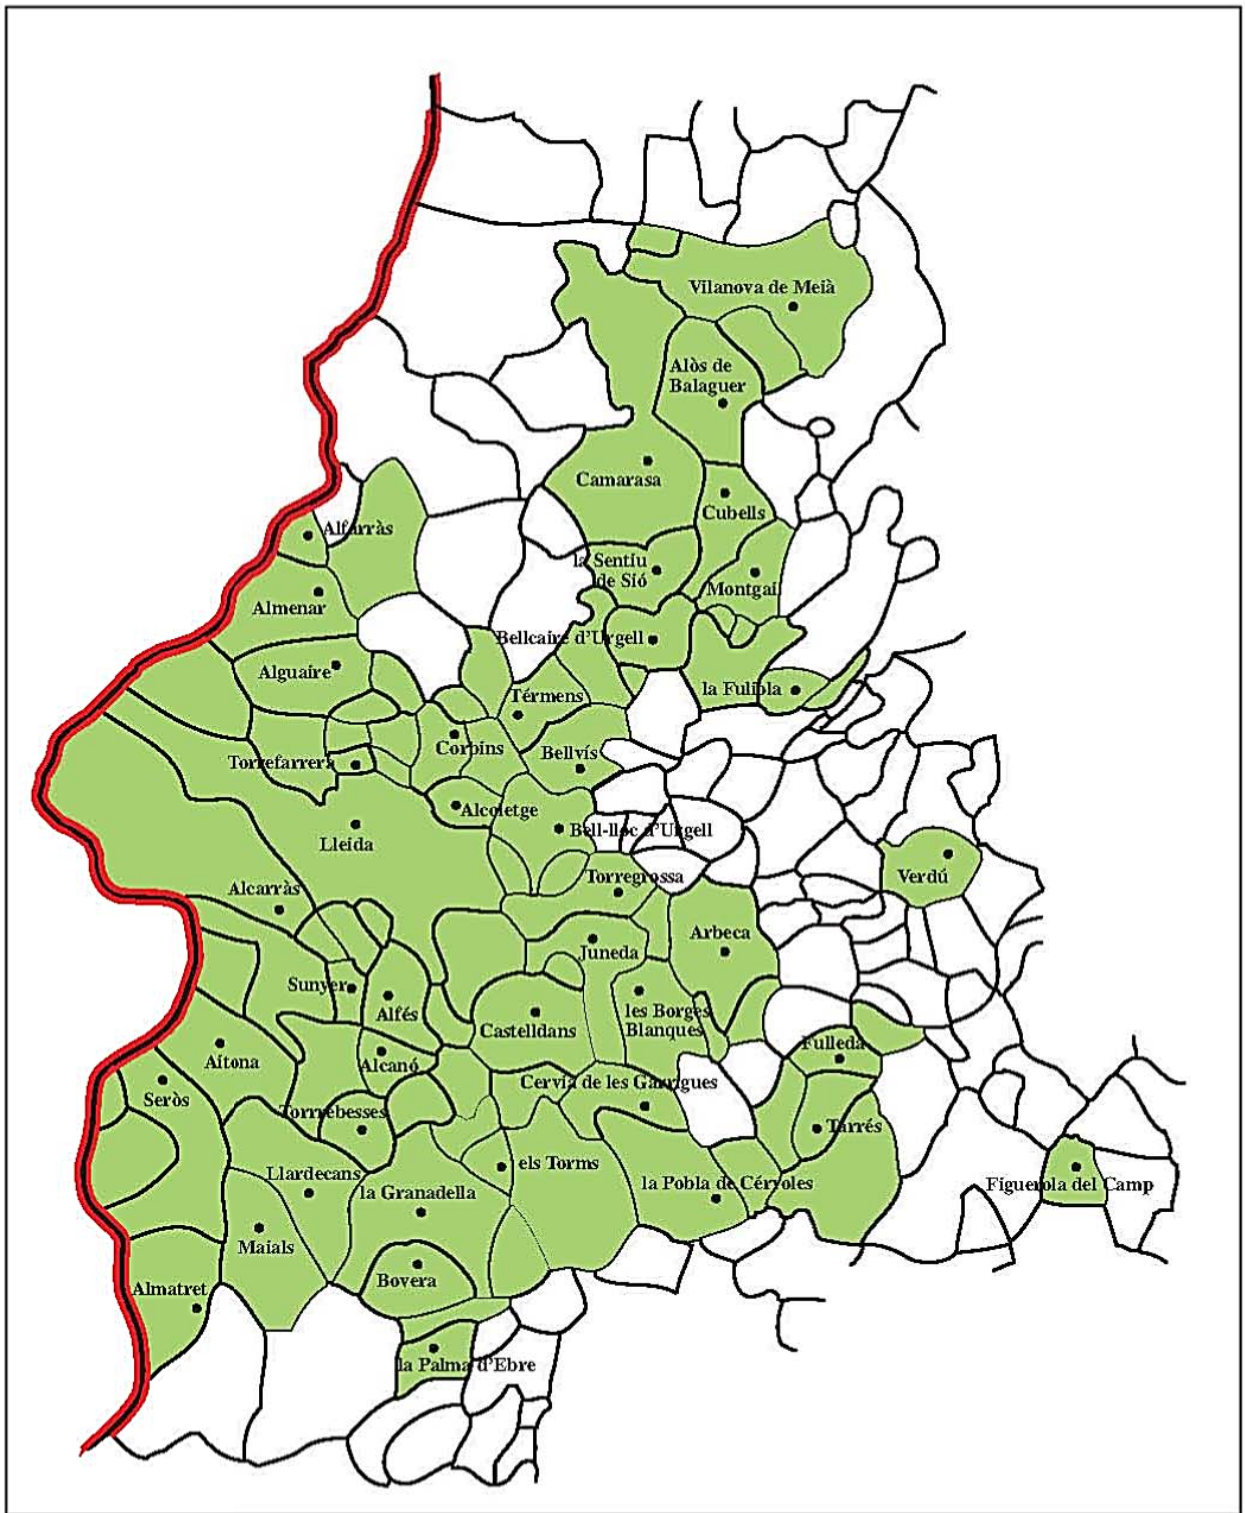 Vilanova de Meià
Alòs de
Balaguer
Camarasa
Cubells
Alfarràs
la Sentiu
de Sió
Montgai
Almenar
Bellcaire d'Urgell
Alguaire
Térmens
la Fuliola
Corbins
Bellvís
Torrefarrera
Alcoletge
Bell-lloc d'Urgell
Lleida
Torregrossa
Verdú
Alcarràs
Arbeca
Juneda
Sunyer
Alfés
les Borges
Blanques
Castelldans
Fulleda
Aitona
Alcanó
Cervià de les Garrigues
Seròs
Torrebesses
Tarrés
els Torms
Llardecans
la Granadella
la Pobla de Cérvoles
Figuerola del Camp
Maials
Bovera
Almatret
la Palma d'Ebre